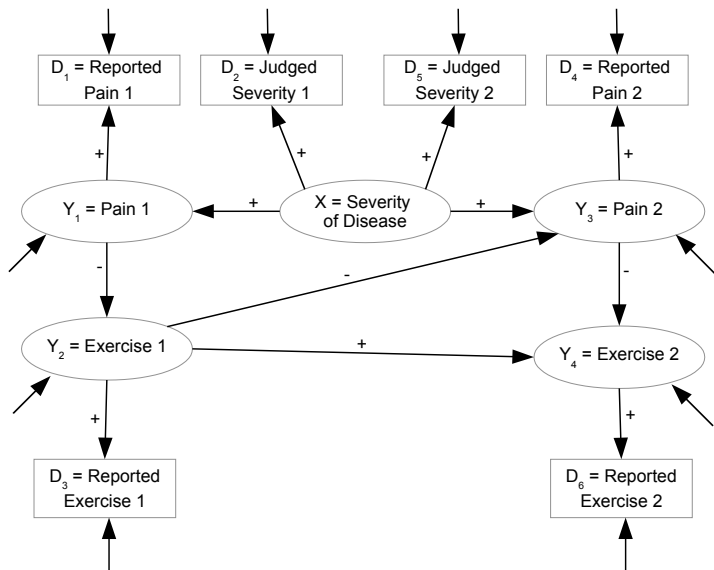 D₁ = Reported
Pain 1
D₂ = Judged
Severity 1
D₅ = Judged
Severity 2
D₄ = Reported
Pain 2
+
+
+
+
Y₁ = Pain 1
+
X = Severity
of Disease
+
Y₃ = Pain 2
-
-
-
Y₂ = Exercise 1
+
Y₄ = Exercise 2
+
+
D₃ = Reported
Exercise 1
D₆ = Reported
Exercise 2